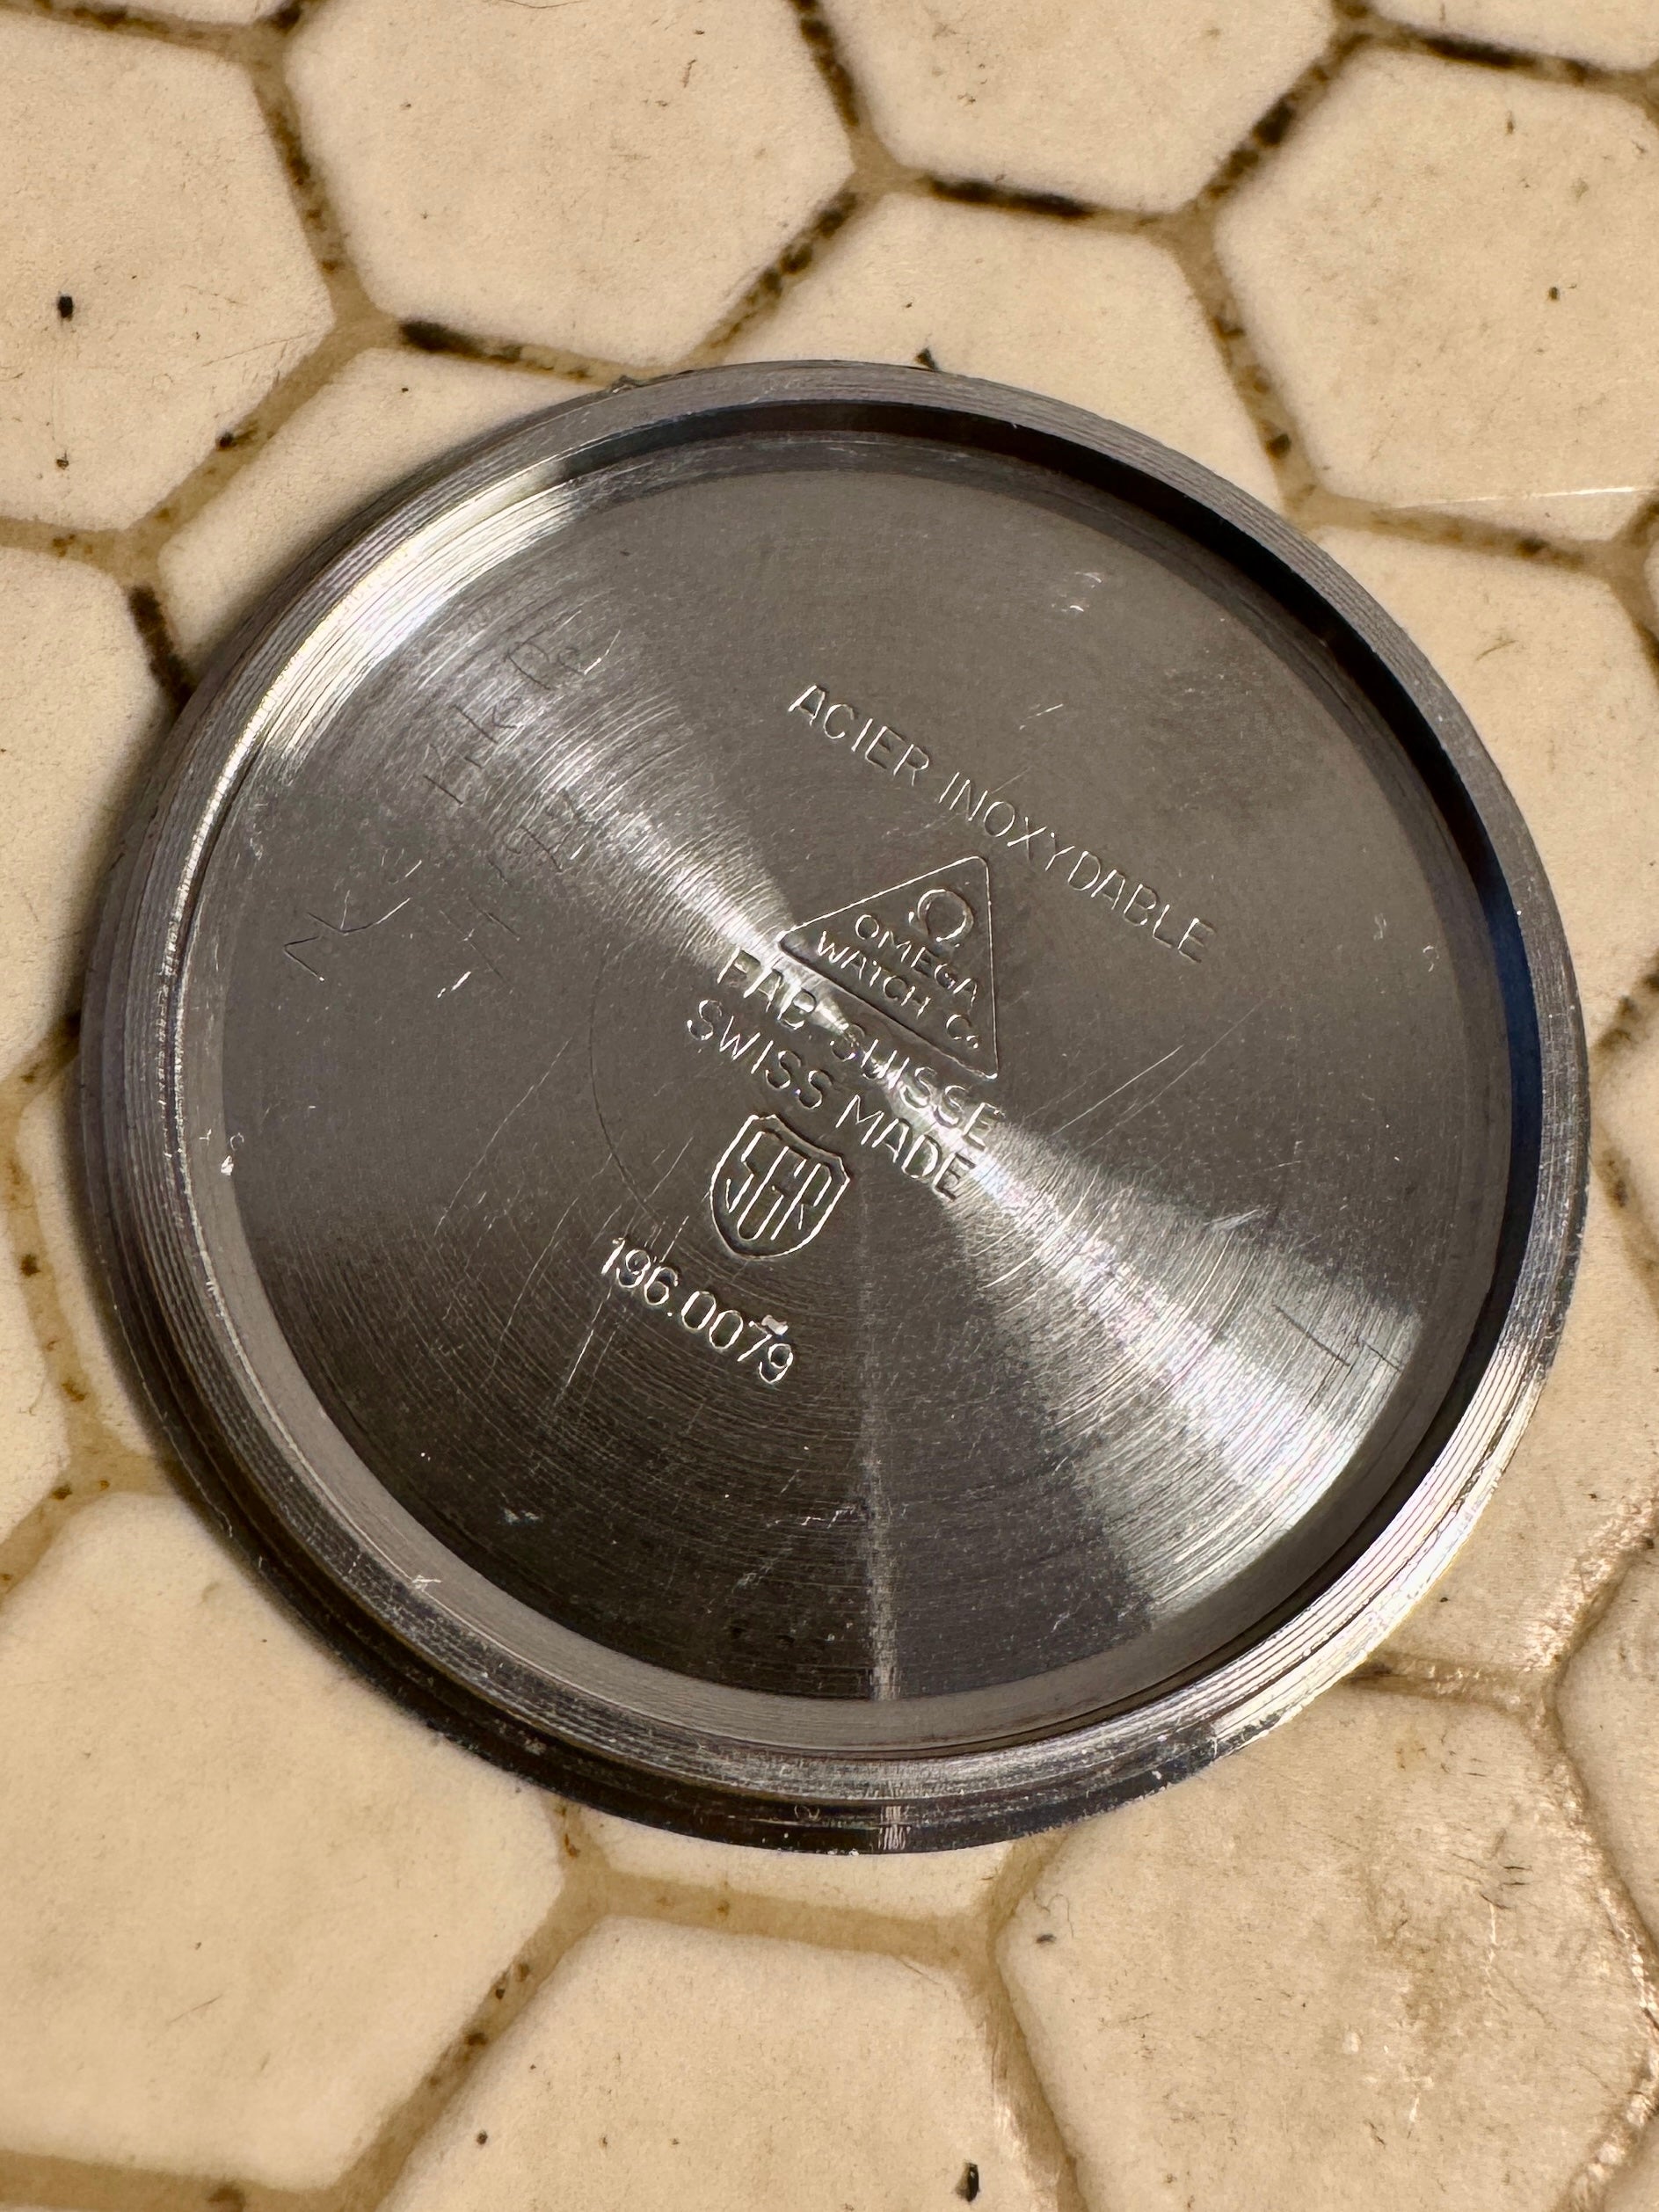 ACIER INOXYDABLE
Ω
OMEGA
WATCH Co
FAB. SUISSE
SWISS MADE
SGR
196.0079